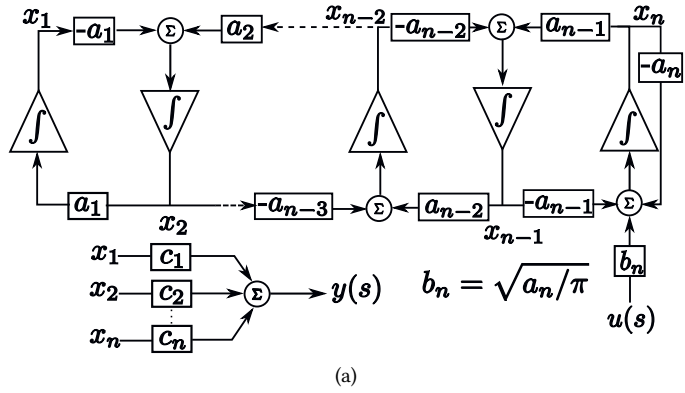 x₁ -a₁ Σ a₂ xₙ₋₂ -aₙ₋₂ Σ aₙ₋₁ xₙ
-aₙ
∫ ∫ ∫ ∫ ∫
a₁ -aₙ₋₃ Σ aₙ₋₂ -aₙ₋₁ Σ
x₂ xₙ₋₁
x₁ c₁
x₂ c₂ Σ y(s) bₙ = √aₙ/π bₙ
xₙ cₙ u(s)
(a)